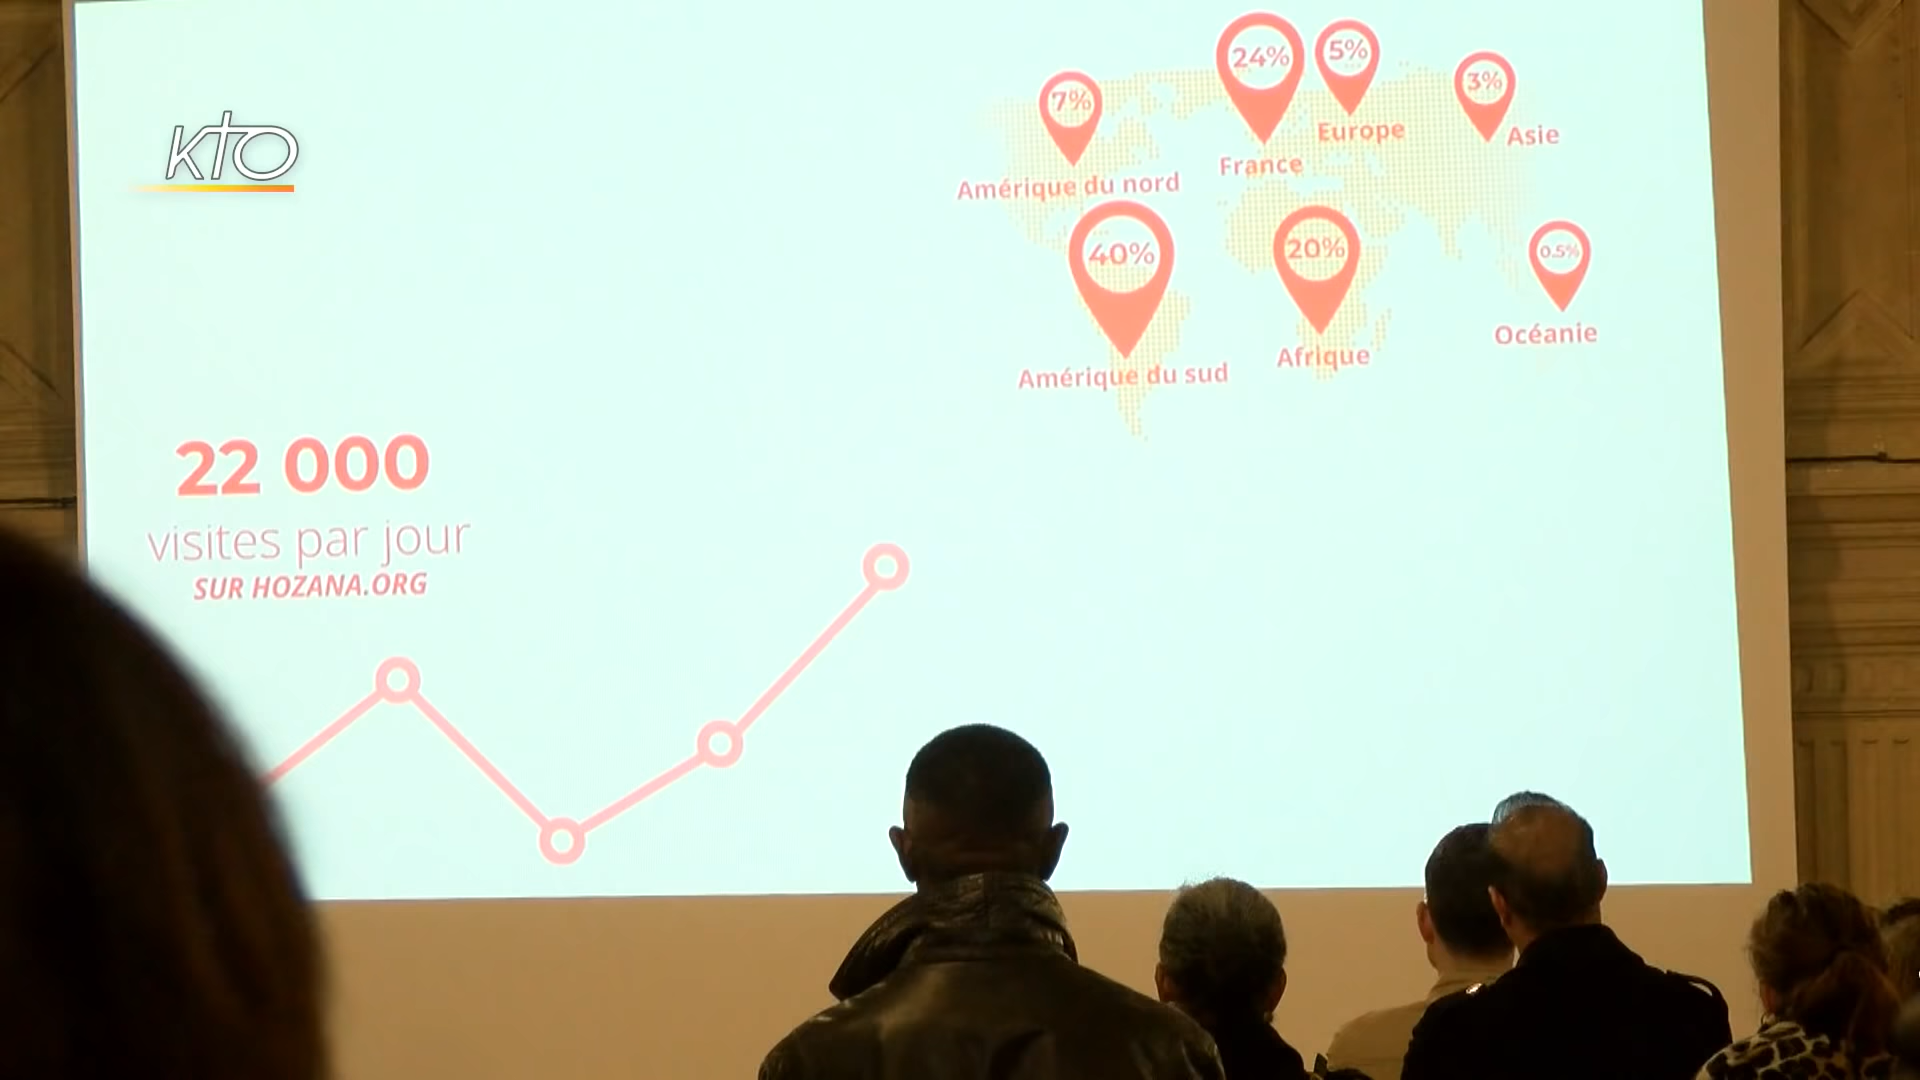 KTO
7%
24%
5%
3%
Amérique du nord
France
Europe
Asie
40%
20%
0.5%
Amérique du sud
Afrique
Océanie
22 000
visites par jour
SUR HOZANA.ORG